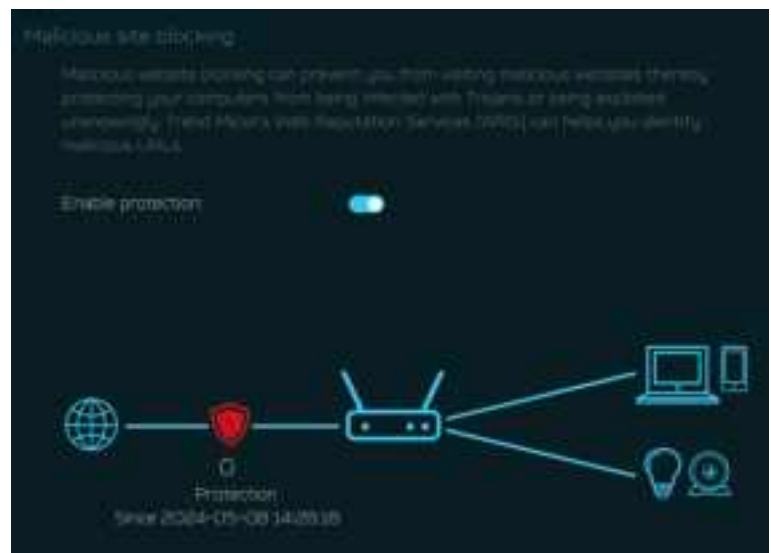 Malicious site blocking
Malicious website blocking can prevent you from visiting malicious websites thereby
protecting your computers from being infected with Trojans or being exploited
unknowingly. Trend Micro's Web Reputation Services (WRS) can helps you identify
malicious URLs.
Enable protection
0
Protection
Since 2024-05-08 14:28:18